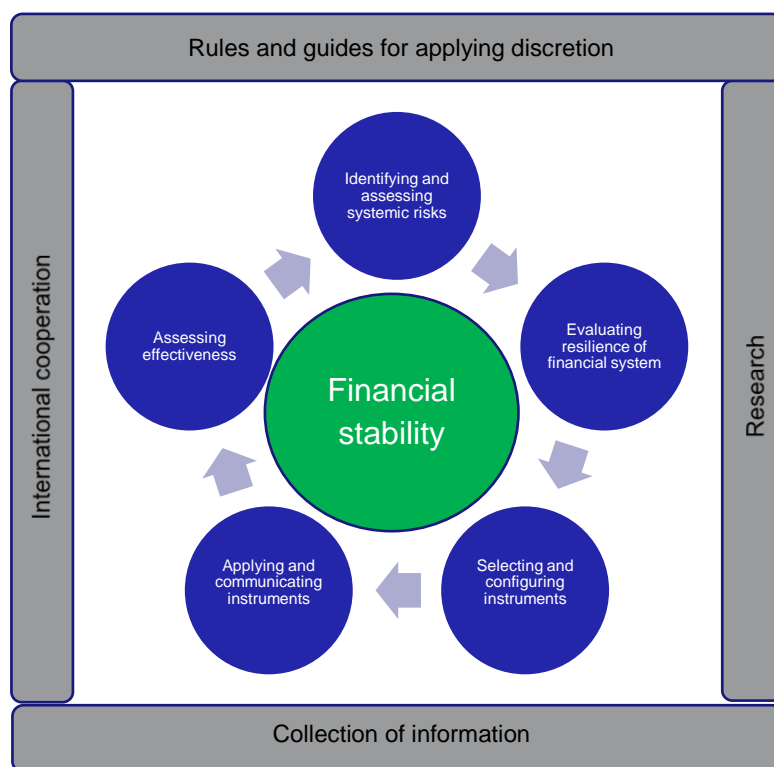 Rules and guides for applying discretion
International cooperation
Identifying and
assessing
systemic risks
Assessing
effectiveness
Evaluating
resilience of
financial system
Research
Financial
stability
Applying and
communicating
instruments
Selecting and
configuring
instruments
Collection of information